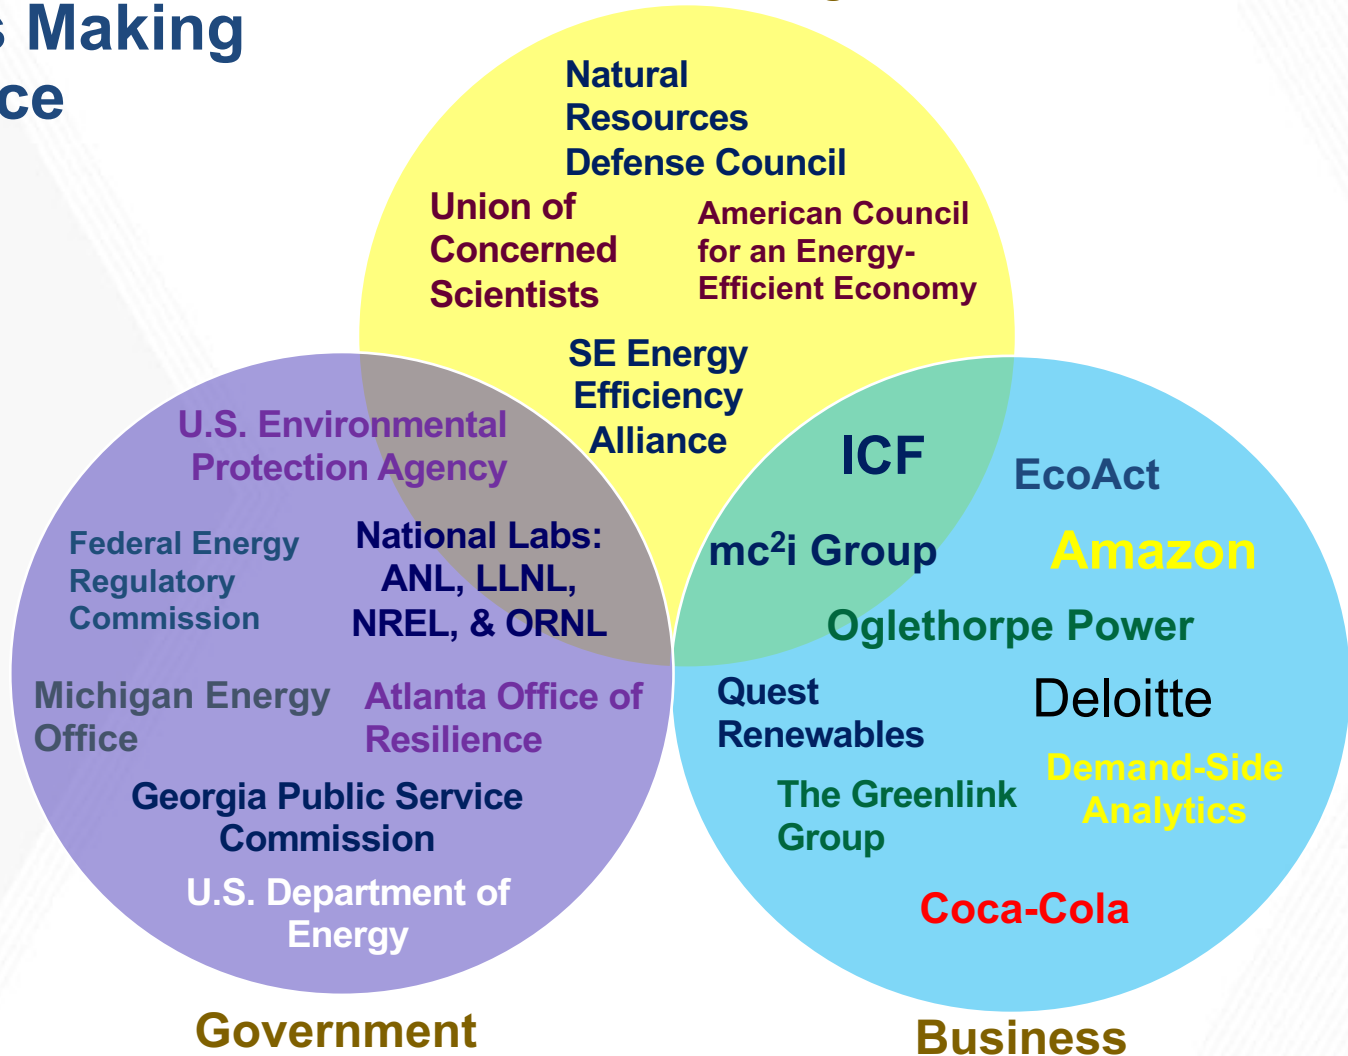 s Making
ce
Natural
Resources
Defense Council
Union of
Concerned
Scientists
American Council
for an Energy-
Efficient Economy
SE Energy
Efficiency
Alliance
U.S. Environmental
Protection Agency
Federal Energy
Regulatory
Commission
National Labs:
ANL, LLNL,
NREL, & ORNL
Michigan Energy
Office
Atlanta Office of
Resilience
Georgia Public Service
Commission
U.S. Department of
Energy
Government
ICF
mc²i Group
EcoAct
Amazon
Oglethorpe Power
Quest
Renewables
Deloitte
Demand-Side
Analytics
The Greenlink
Group
Coca-Cola
Business